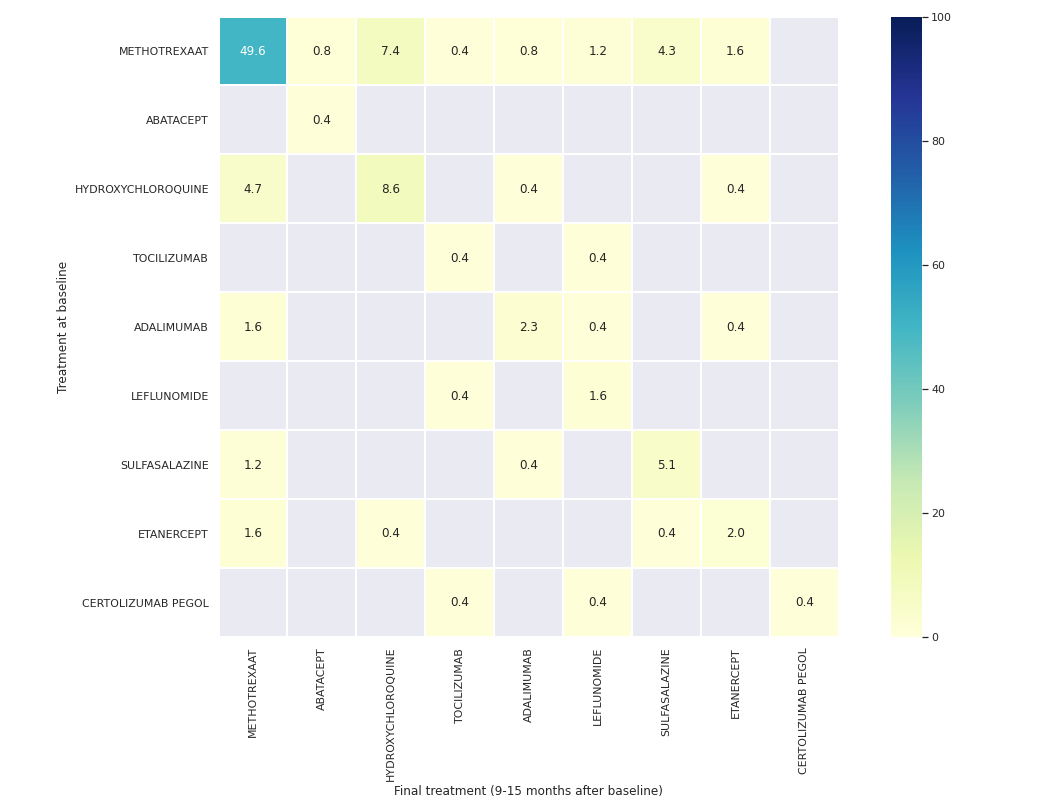 METHOTREXAAT 49.6 0.8 7.4 0.4 0.8 1.2 4.3 1.6
ABATACEPT 0.4
HYDROXYCHLOROQUINE 4.7 8.6 0.4 0.4
TOCILIZUMAB 0.4 0.4
ADALIMUMAB 1.6 2.3 0.4 0.4
LEFLUNOMIDE 0.4 1.6
SULFASALAZINE 1.2 0.4 5.1
ETANERCEPT 1.6 0.4 0.4 2.0
CERTOLIZUMAB PEGOL 0.4 0.4 0.4
Treatment at baseline
METHOTREXAAT
ABATACEPT
HYDROXYCHLOROQUINE
TOCILIZUMAB
ADALIMUMAB
LEFLUNOMIDE
SULFASALAZINE
ETANERCEPT
CERTOLIZUMAB PEGOL
Final treatment (9-15 months after baseline)
100
80
60
40
20
0